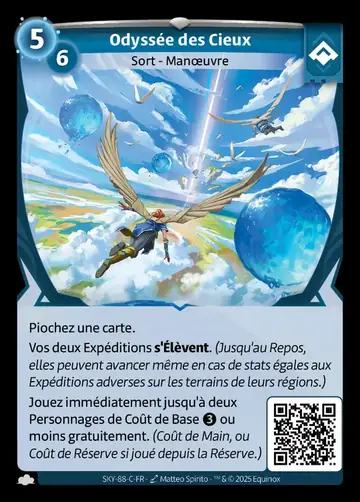 5
6
Odyssée des Cieux
Sort - Manœuvre
Piochez une carte.
Vos deux Expéditions s'Élèvent. (Jusqu'au Repos,
elles peuvent avancer même en cas de stats égales aux
Expéditions adverses sur les terrains de leurs régions.)
Jouez immédiatement jusqu'à deux
Personnages de Coût de Base 3 ou
moins gratuitement. (Coût de Main, ou
Coût de Réserve si joué depuis la Réserve.)
SKY-88-C-FR - Matteo Spirito - ™ & © 2025 Equinox